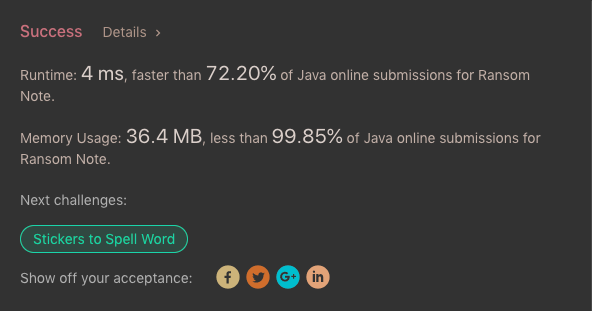 Success Details ›
Runtime: 4 ms, faster than 72.20% of Java online submissions for Ransom
Note.
Memory Usage: 36.4 MB, less than 99.85% of Java online submissions for
Ransom Note.
Next challenges:
Stickers to Spell Word
Show off your acceptance: f G+ in